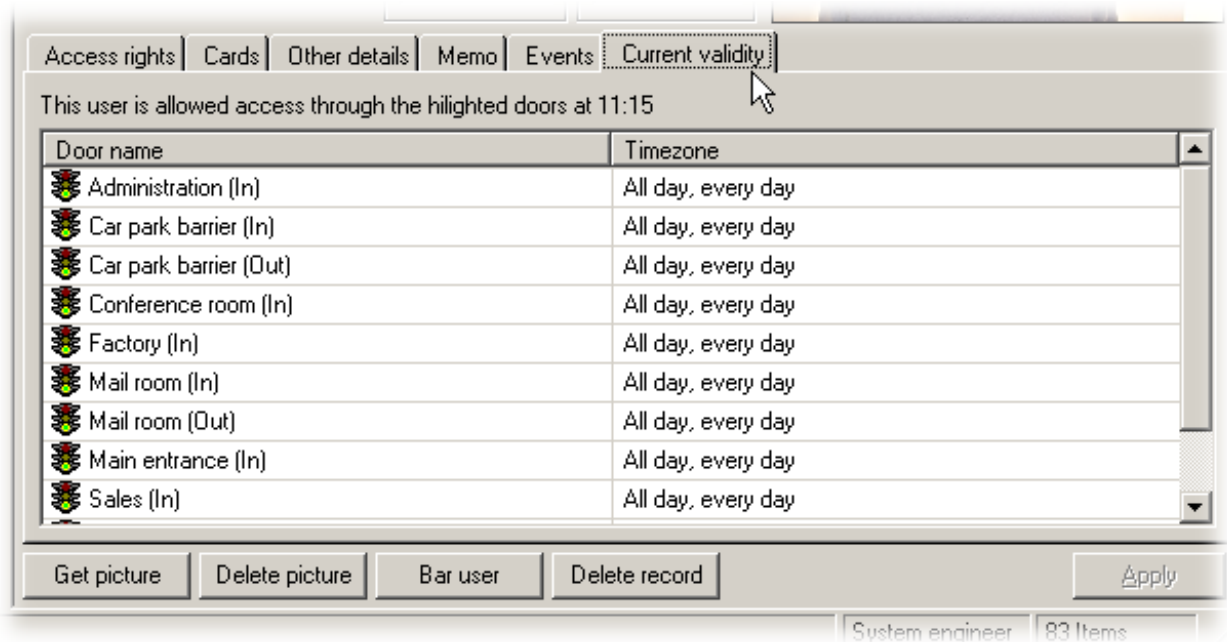 Access rights Cards Other details Memo Events Current validity
This user is allowed access through the hilighted doors at 11:15
Door name Timezone
Administration (In) All day, every day
Car park barrier (In) All day, every day
Car park barrier (Out) All day, every day
Conference room (In) All day, every day
Factory (In) All day, every day
Mail room (In) All day, every day
Mail room (Out) All day, every day
Main entrance (In) All day, every day
Sales (In) All day, every day
Get picture Delete picture Bar user Delete record Apply
System engineer 83 Items